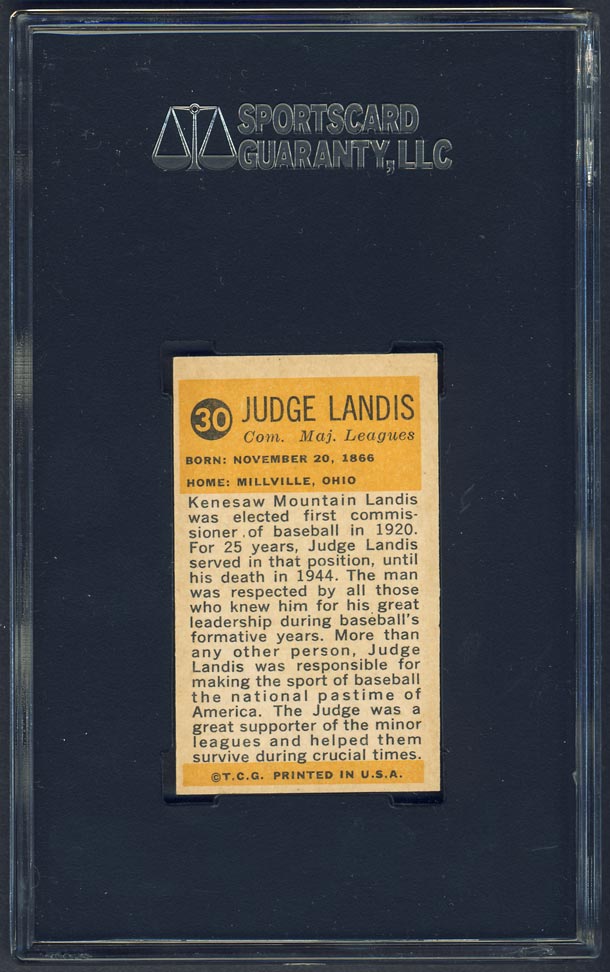 SPORTSCARD
GUARANTY, LLC
30 JUDGE LANDIS
Com. Maj. Leagues
BORN: NOVEMBER 20, 1866
HOME: MILLVILLE, OHIO
Kenesaw Mountain Landis
was elected first commis-
sioner of baseball in 1920.
For 25 years, Judge Landis
served in that position, until
his death in 1944. The man
was respected by all those
who knew him for his great
leadership during baseball's
formative years. More than
any other person, Judge
Landis was responsible for
making the sport of baseball
the national pastime of
America. The Judge was a
great supporter of the minor
leagues and helped them
survive during crucial times.
©T.C.G. PRINTED IN U.S.A.